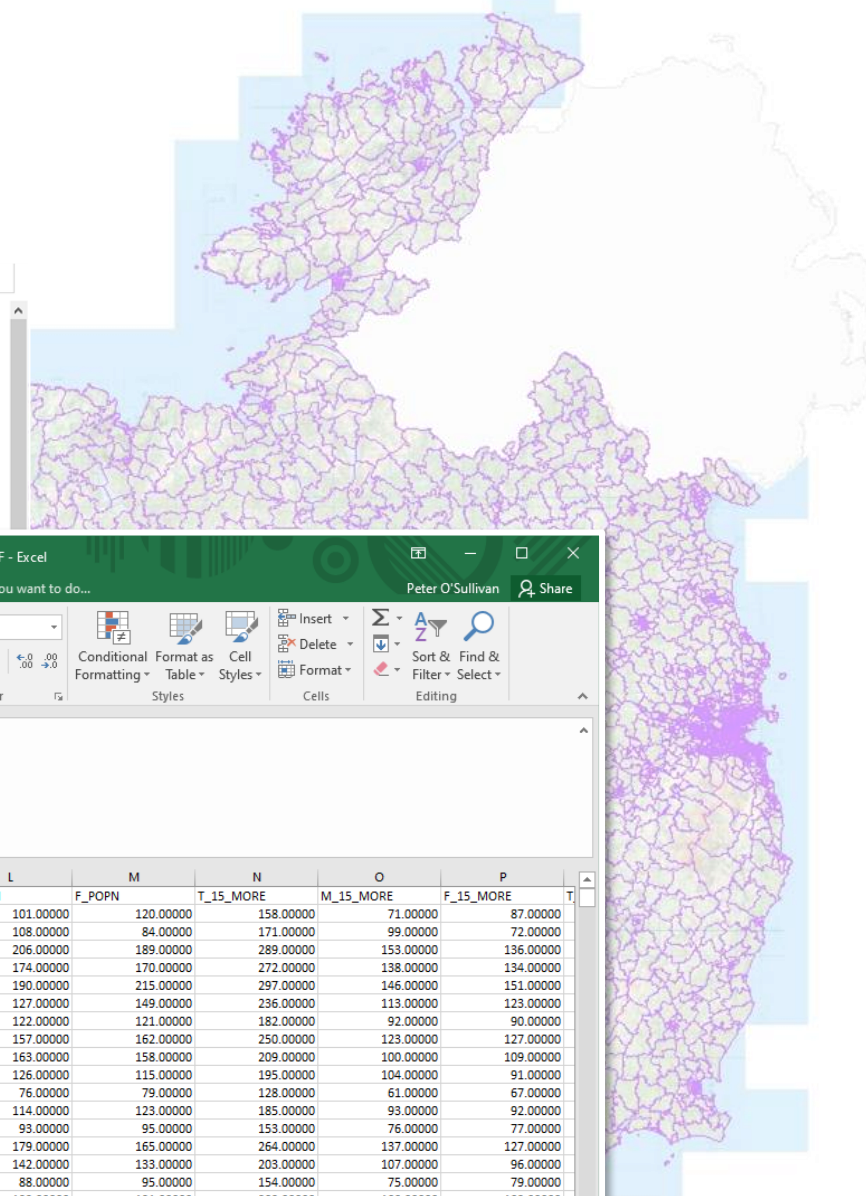 F - Excel
ou want to do...
Peter O'Sullivan
Share
Conditional Formatting
Format as Table
Cell Styles
Insert
Delete
Format
Sort & Filter
Find & Select
Styles
Cells
Editing
L M N O P
F_POPN T_15_MORE M_15_MORE F_15_MORE T_
101.00000 120.00000 158.00000 71.00000 87.00000
108.00000 84.00000 171.00000 99.00000 72.00000
206.00000 189.00000 289.00000 153.00000 136.00000
174.00000 170.00000 272.00000 138.00000 134.00000
190.00000 215.00000 297.00000 146.00000 151.00000
127.00000 149.00000 236.00000 113.00000 123.00000
122.00000 121.00000 182.00000 92.00000 90.00000
157.00000 162.00000 250.00000 123.00000 127.00000
163.00000 158.00000 209.00000 100.00000 109.00000
126.00000 115.00000 195.00000 104.00000 91.00000
76.00000 79.00000 128.00000 61.00000 67.00000
114.00000 123.00000 185.00000 93.00000 92.00000
93.00000 95.00000 153.00000 76.00000 77.00000
179.00000 165.00000 264.00000 137.00000 127.00000
142.00000 133.00000 203.00000 107.00000 96.00000
88.00000 95.00000 154.00000 75.00000 79.00000